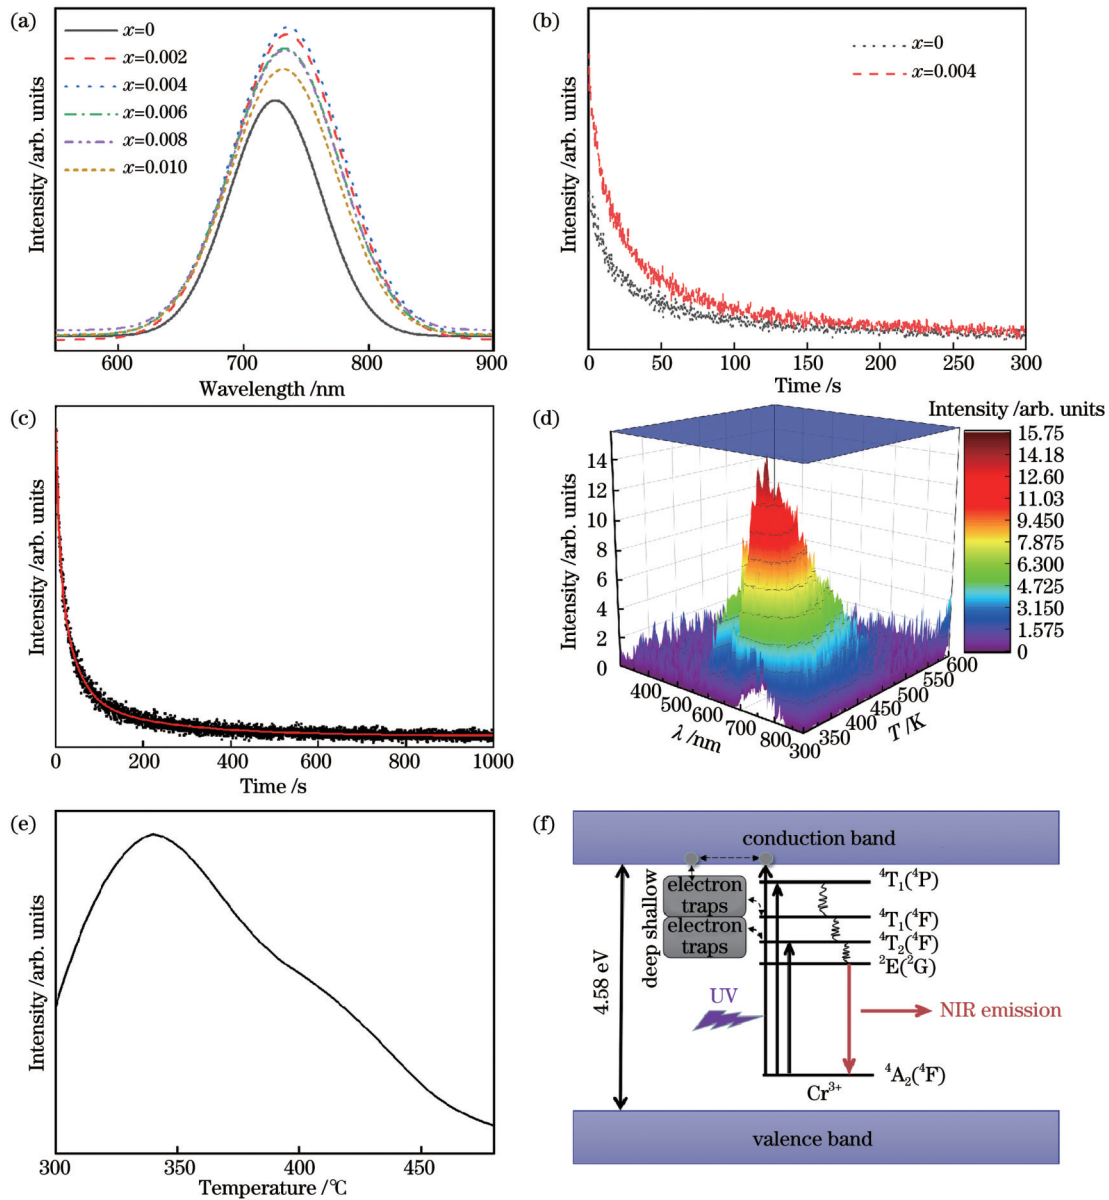 (a)
x=0
x=0.002
x=0.004
x=0.006
x=0.008
x=0.010
Intensity /arb. units
600 700 800 900
Wavelength /nm
(b)
x=0
x=0.004
Intensity /arb. units
0 50 100 150 200 250 300
Time /s
(c)
Intensity /arb. units
0 200 400 600 800 1000
Time /s
(d)
Intensity /arb. units
15.75
14.18
12.60
11.03
9.450
7.875
6.300
4.725
3.150
1.575
0
Intensity /arb. units
14
12
10
8
6
4
2
0
400 500 600 700 800
λ /nm
300 350 400 450 500 550 600
T /K
(e)
Intensity /arb. units
300 350 400 450
Temperature /℃
(f)
conduction band
4.58 eV
deep shallow
electron
traps
electron
traps
⁴T₁(⁴P)
⁴T₁(⁴F)
⁴T₂(⁴F)
²E(²G)
UV
NIR emission
⁴A₂(⁴F)
Cr³⁺
valence band